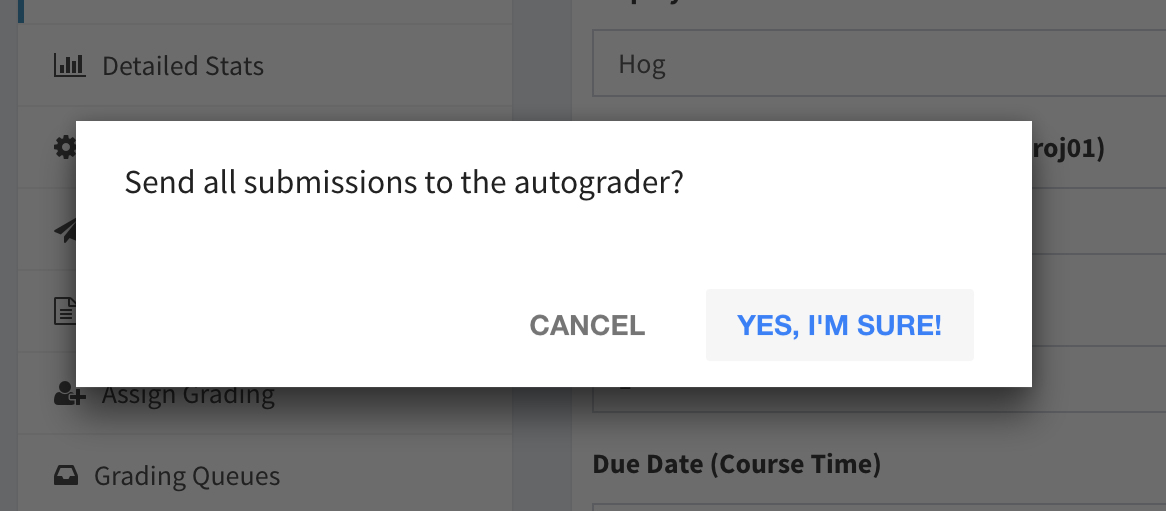 Detailed Stats
Hog
roj01)
Send all submissions to the autograder?
CANCEL
YES, I'M SURE!
Assign Grading
Due Date (Course Time)
Grading Queues